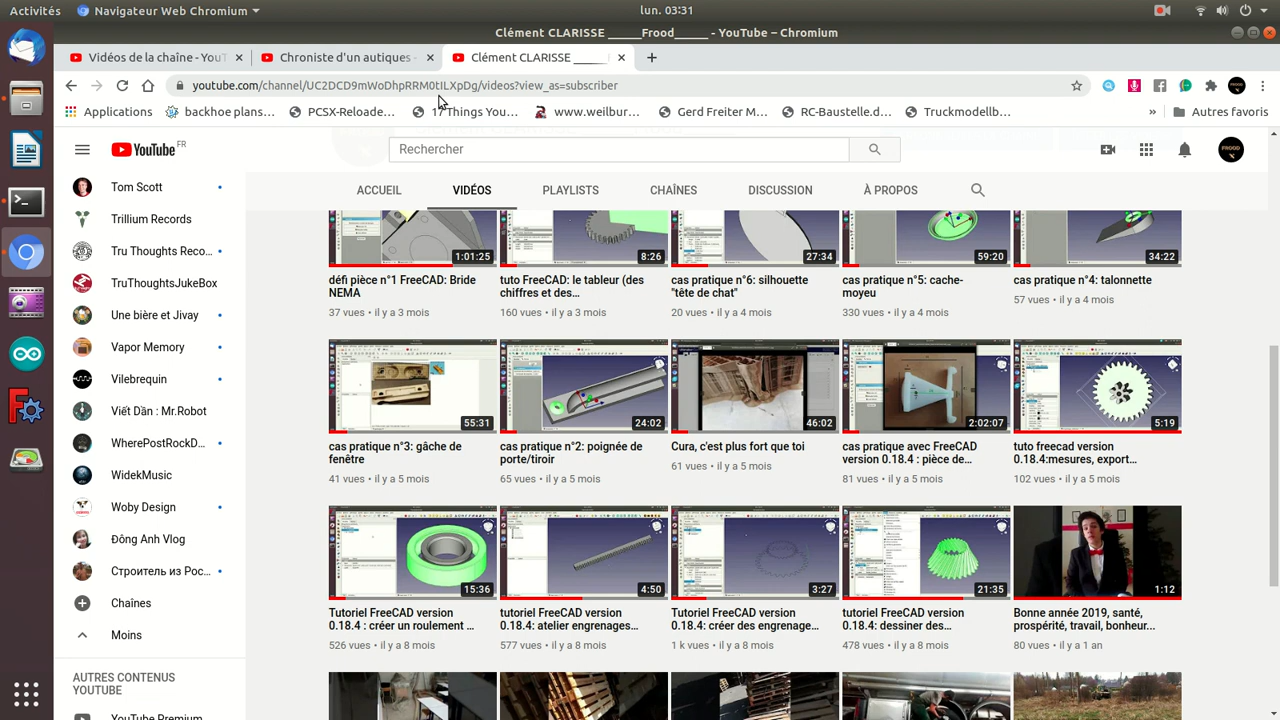 Activités
Navigateur Web Chromium
lun. 03:31
Clément CLARISSE _____Frood_____ - YouTube – Chromium
Vidéos de la chaîne - YouT
Chroniste d'un autiques -
Clément CLARISSE _____
youtube.com/channel/UC2DCD9mWoDhpRRM0tILXpDg/videos?view_as=subscriber
Applications
backhoe plans...
PCSX-Reloade...
17 Things You...
www.weilbur...
Gerd Freiter M...
RC-Baustelle.d...
Truckmodellb...
»
Autres favoris
YouTube FR
Rechercher
FROOD
ACCUEIL
VIDÉOS
PLAYLISTS
CHAÎNES
DISCUSSION
À PROPOS
Tom Scott
Trillium Records
Tru Thoughts Reco...
TruThoughtsJukeBox
Une bière et Jivay
Vapor Memory
Vilebrequin
Viết Dần : Mr.Robot
WherePostRockD...
WidekMusic
Woby Design
Đông Anh Vlog
Строитель из Рос...
Chaînes
Moins
AUTRES CONTENUS
YOUTUBE
YouTube Premium
1:01:25
8:26
27:34
59:20
34:22
défi pièce n°1 FreeCAD: Bride
NEMA
37 vues • il y a 3 mois
tuto FreeCAD: le tableur (des
chiffres et des...
160 vues • il y a 3 mois
cas pratique n°6: silhouette
"tête de chat"
20 vues • il y a 4 mois
cas pratique n°5: cache-
moyeu
330 vues • il y a 4 mois
cas pratique n°4: talonnette
57 vues • il y a 4 mois
55:31
24:02
46:02
2:02:07
5:19
cas pratique n°3: gâche de
fenêtre
41 vues • il y a 5 mois
cas pratique n°2: poignée de
porte/tiroir
65 vues • il y a 5 mois
Cura, c'est plus fort que toi
61 vues • il y a 5 mois
cas pratique avec FreeCAD
version 0.18.4 : pièce de...
81 vues • il y a 5 mois
tuto freecad version
0.18.4:mesures, export...
102 vues • il y a 5 mois
15:36
4:50
3:27
21:35
1:12
Tutoriel FreeCAD version
0.18.4 : créer un roulement ...
526 vues • il y a 8 mois
tutoriel FreeCAD version
0.18.4: atelier engrenages...
577 vues • il y a 8 mois
Tutoriel FreeCAD version
0.18.4: créer des engrenage...
1 k vues • il y a 8 mois
tutoriel FreeCAD version
0.18.4: dessiner des...
478 vues • il y a 8 mois
Bonne année 2019, santé,
prospérité, travail, bonheur...
80 vues • il y a 1 an